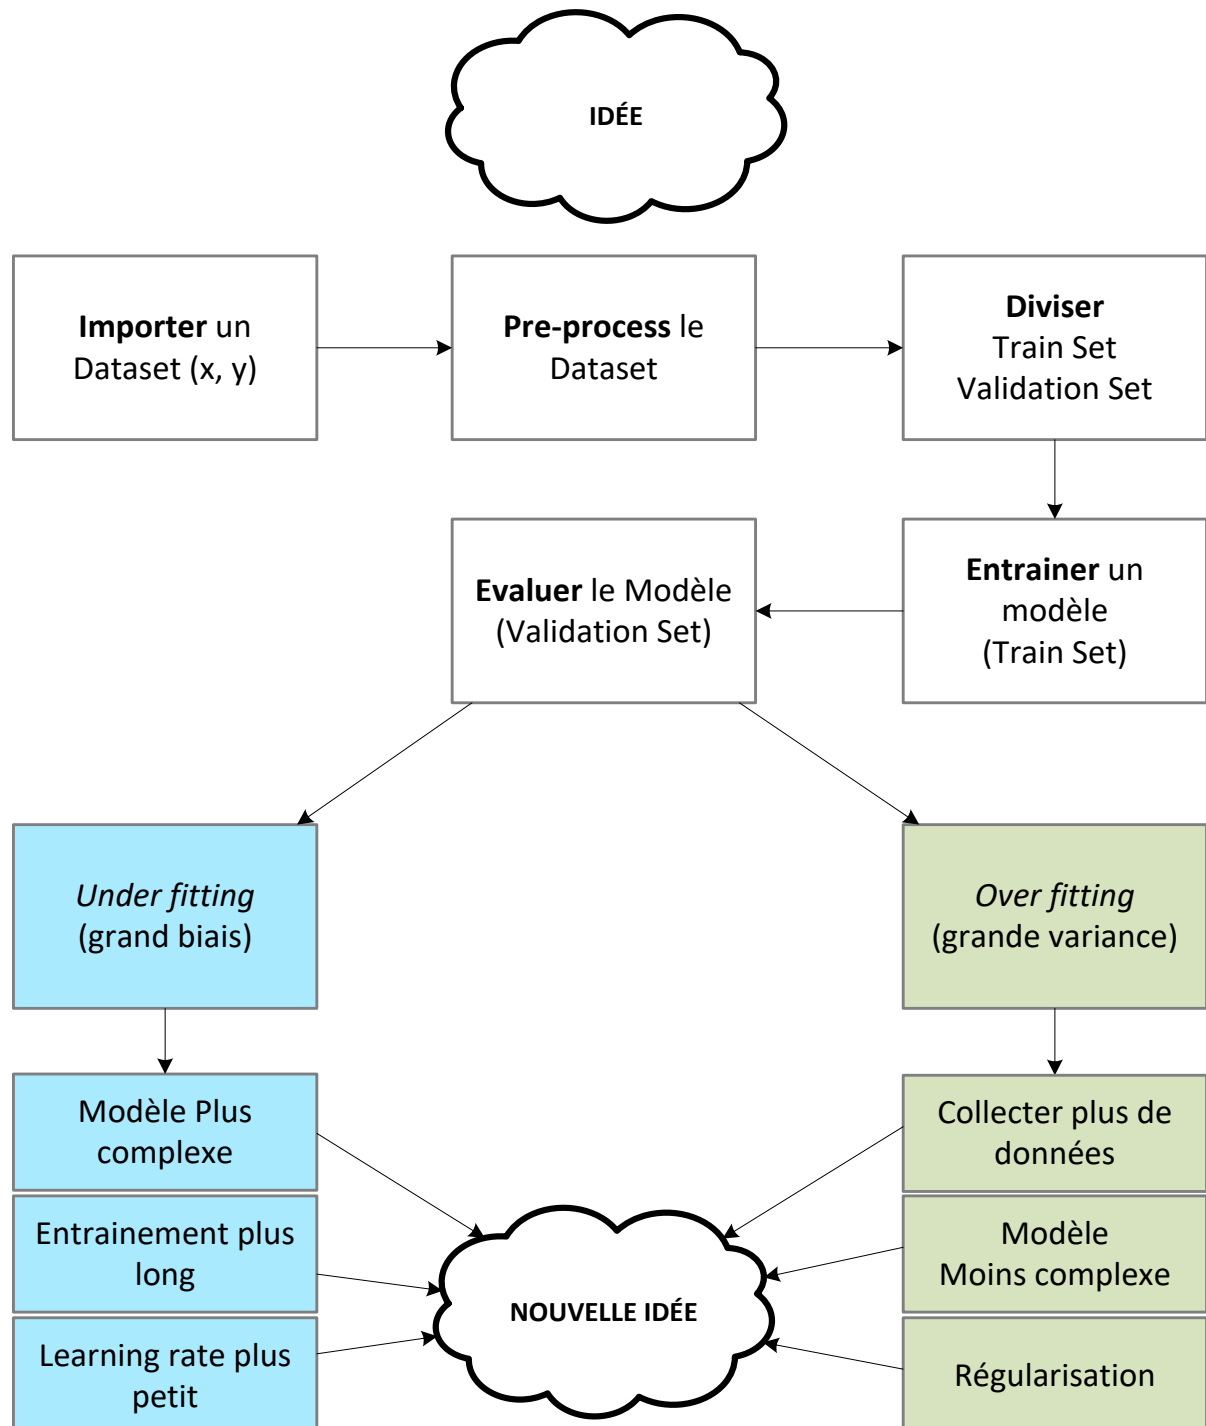 IDÉE
Importer un
Dataset (x, y)
Pre-process le
Dataset
Diviser
Train Set
Validation Set
Evaluer le Modèle
(Validation Set)
Entrainer un
modèle
(Train Set)
Under fitting
(grand biais)
Over fitting
(grande variance)
Modèle Plus
complexe
Entrainement plus
long
Learning rate plus
petit
NOUVELLE IDÉE
Collecter plus de
données
Modèle
Moins complexe
Régularisation